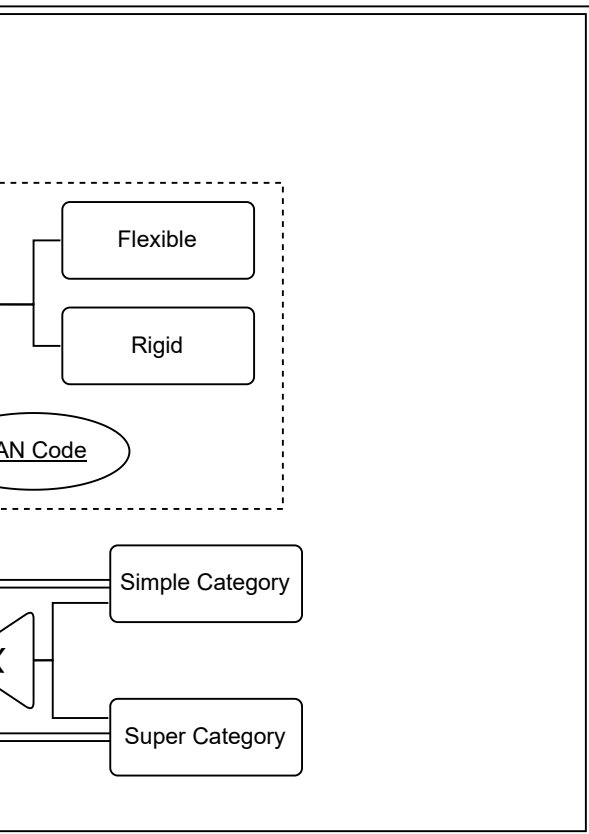 Flexible
Rigid
AN Code
Simple Category
X
Super Category